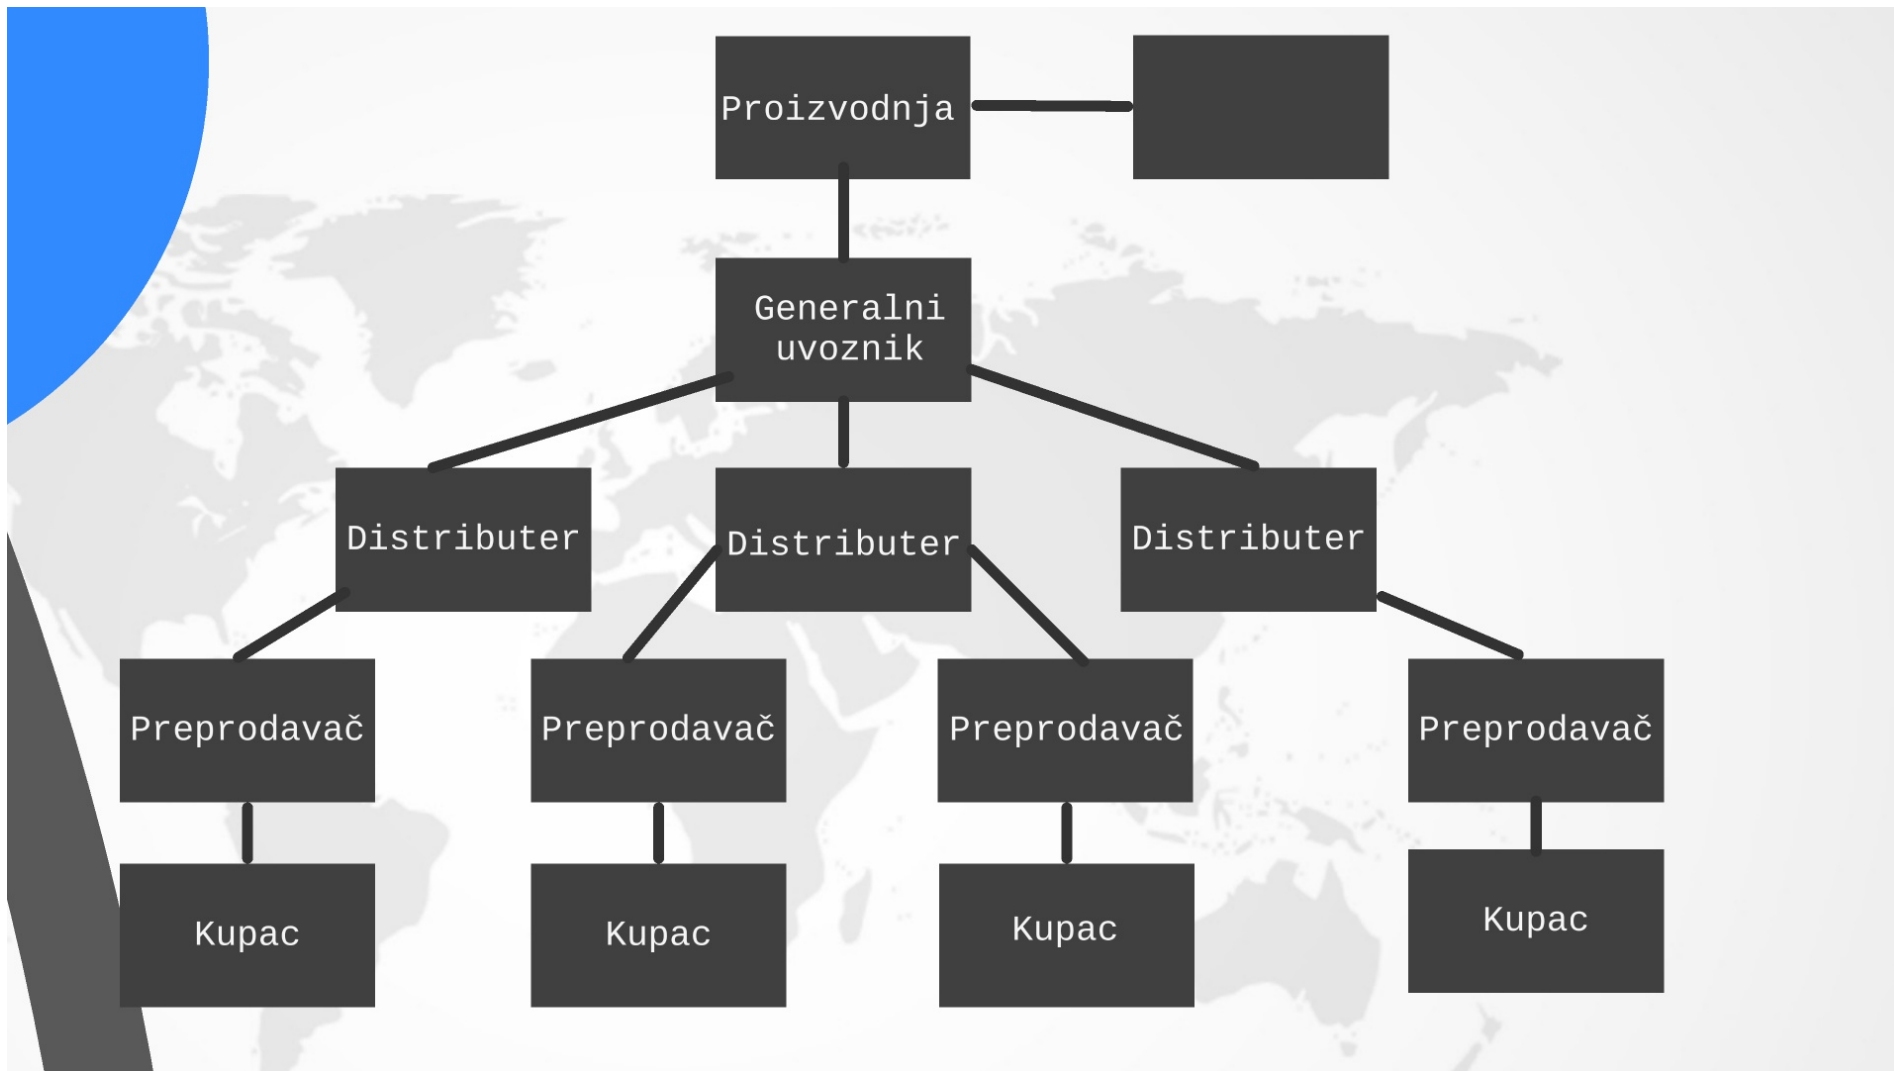 Proizvodnja
Generalni
uvoznik
Distributer
Distributer
Distributer
Preprodavač
Preprodavač
Preprodavač
Preprodavač
Kupac
Kupac
Kupac
Kupac